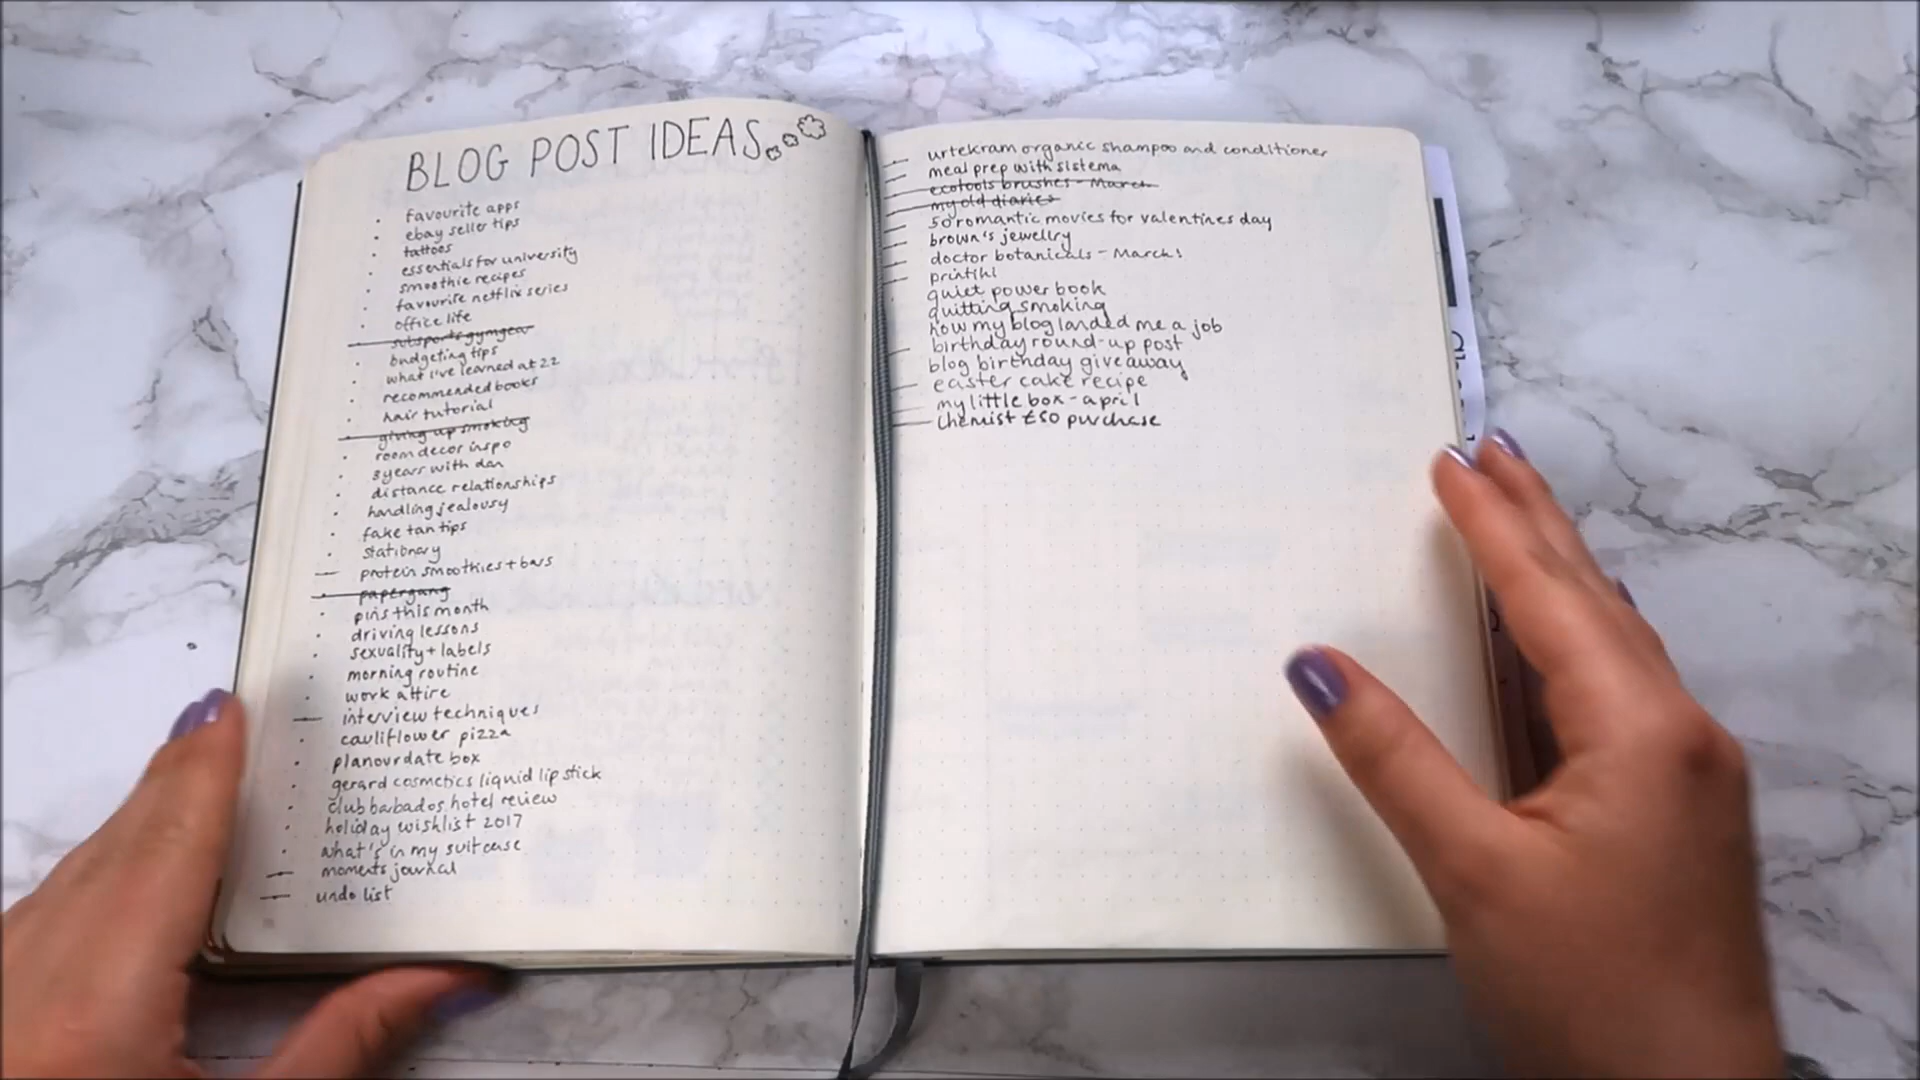 BLOG POST IDEAS
favourite apps
ebay seller tips
tattoos
essentials for university
smoothie recipes
favourite netflix series
office life
gymgear
budgeting tips
what i've learned at 22
recommended books
hair tutorial
giving up smoking
room decor inspo
3 years with dan
distance relationships
handling jealousy
fake tan tips
stationary
protein smoothies + bars
papergang
pins this month
driving lessons
sexuality + labels
morning routine
work attire
interview techniques
cauliflower pizza
planourdate box
gerard cosmetics liquid lipstick
club barbados hotel review
holiday wishlist 2017
what's in my suitcase
moments journal
undo list
urtekram organic shampoo and conditioner
meal prep with sistema
ecotools brushes - March
my old diaries
50 romantic movies for valentines day
brown's jewellry
doctor botanicals - March!
printiki
quiet power book
quitting smoking
how my blog landed me a job
birthday round-up post
blog birthday giveaway
easter cake recipe
my little box - april
chemist £50 purchase